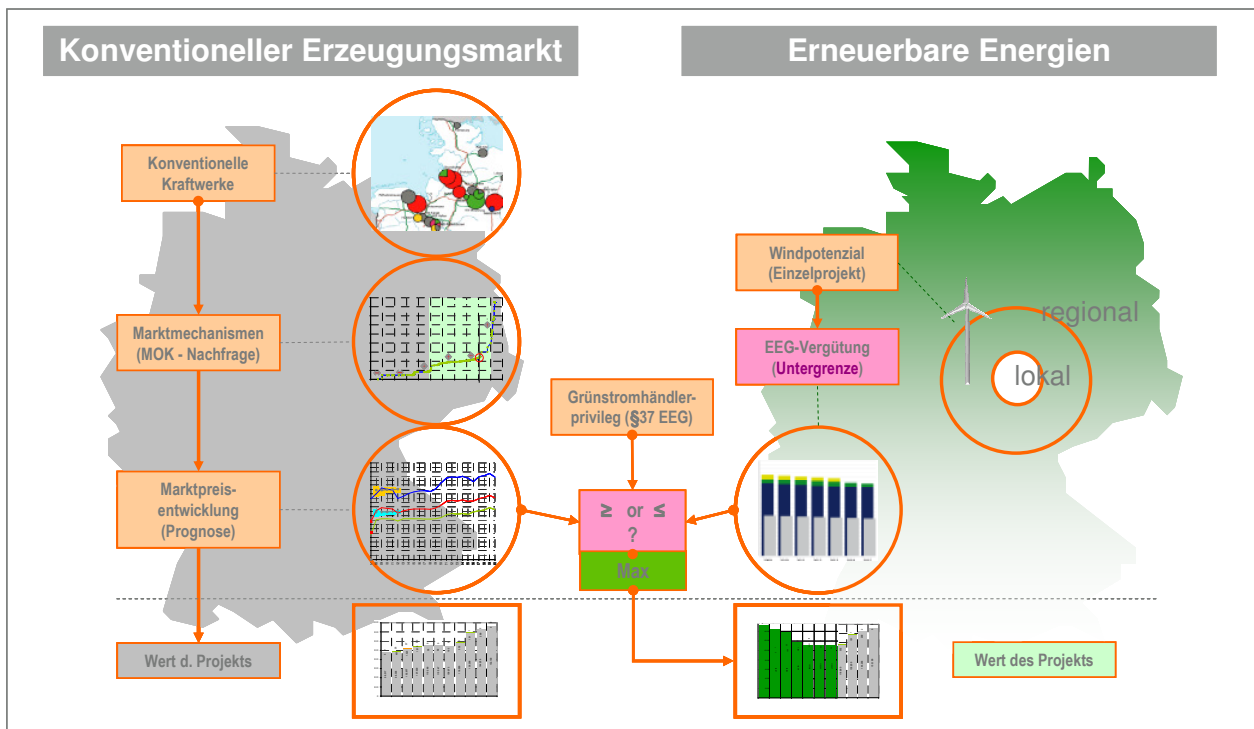 Konventioneller Erzeugungsmarkt
Erneuerbare Energien
Konventionelle
Kraftwerke
Marktmechanismen
(MOK - Nachfrage)
Marktpreis-
entwicklung
(Prognose)
Wert d. Projekts
Grünstromhändler-
privileg (§37 EEG)
≥ or ≤
?
Max
Windpotenzial
(Einzelprojekt)
EEG-Vergütung
(Untergrenze)
regional
lokal
Wert des Projekts